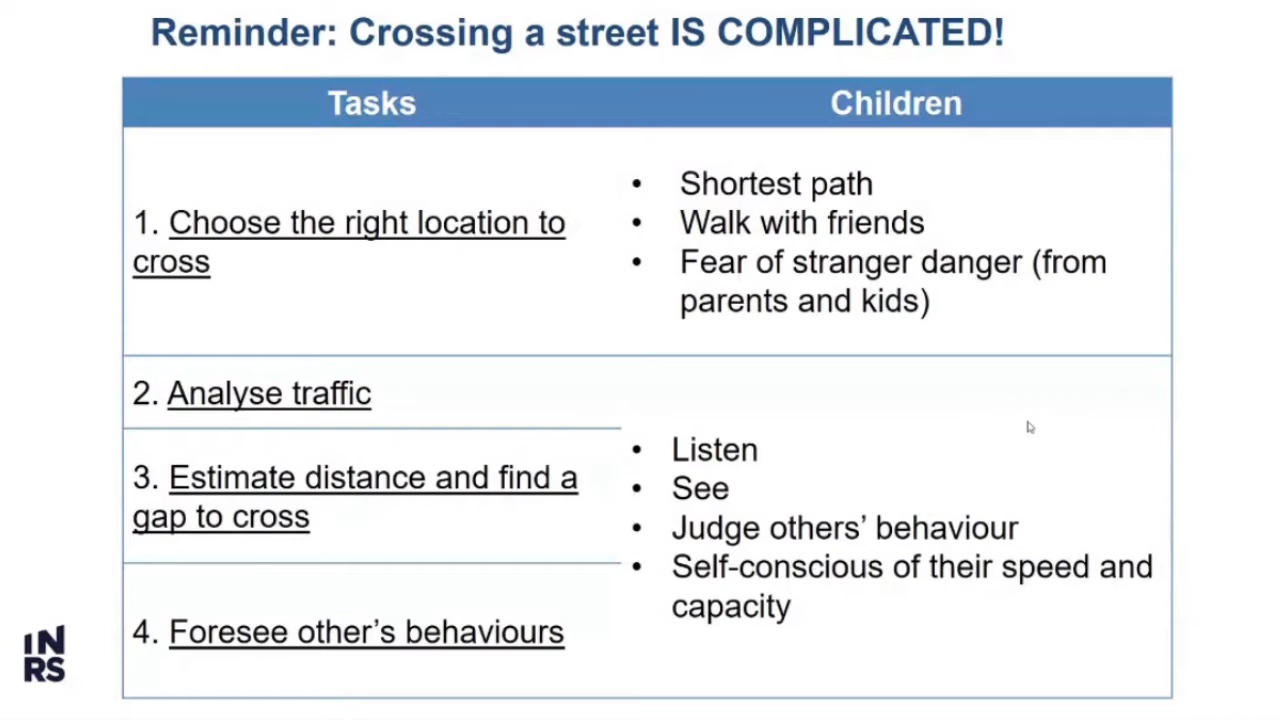 Reminder: Crossing a street IS COMPLICATED!
Tasks
Children
1. Choose the right location to
cross
• Shortest path
• Walk with friends
• Fear of stranger danger (from
parents and kids)
2. Analyse traffic
3. Estimate distance and find a
gap to cross
4. Foresee other's behaviours
• Listen
• See
• Judge others' behaviour
• Self-conscious of their speed and
capacity
IN
RS